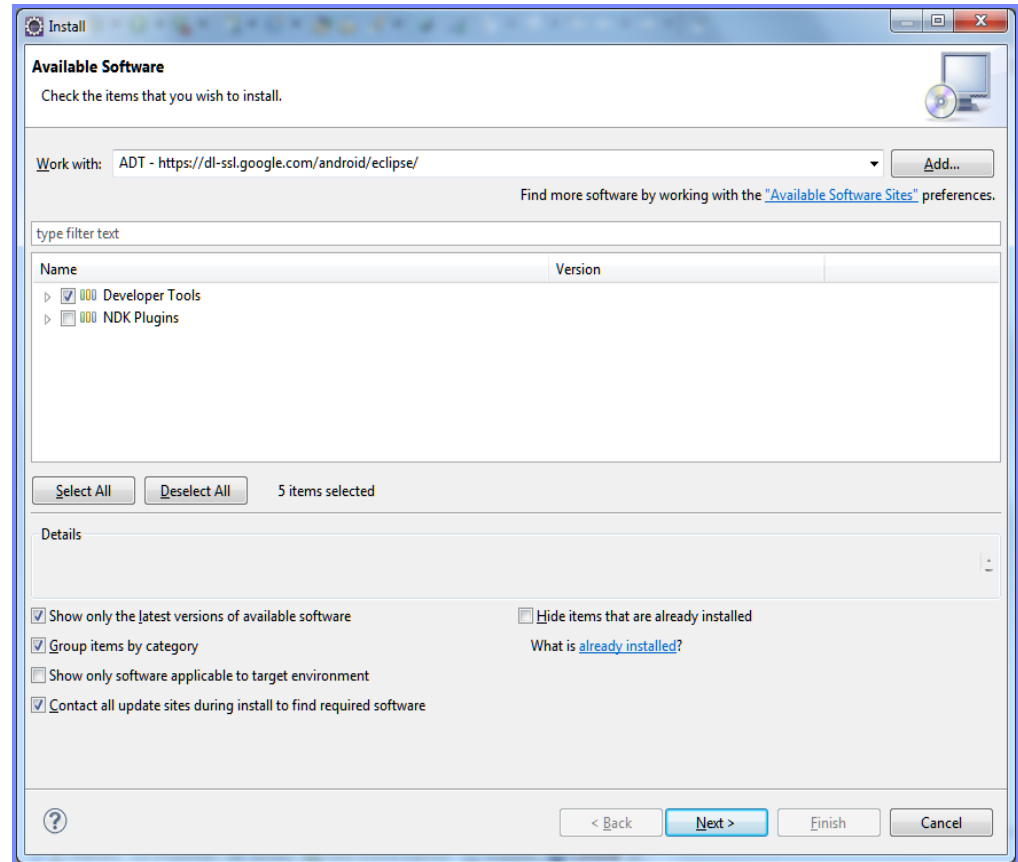 Install
Available Software
Check the items that you wish to install.
Work with: ADT - https://dl-ssl.google.com/android/eclipse/ Add...
Find more software by working with the "Available Software Sites" preferences.
type filter text
Name Version
Developer Tools
NDK Plugins
Select All Deselect All 5 items selected
Details
Show only the latest versions of available software Hide items that are already installed
Group items by category What is already installed?
Show only software applicable to target environment
Contact all update sites during install to find required software
? < Back Next > Finish Cancel